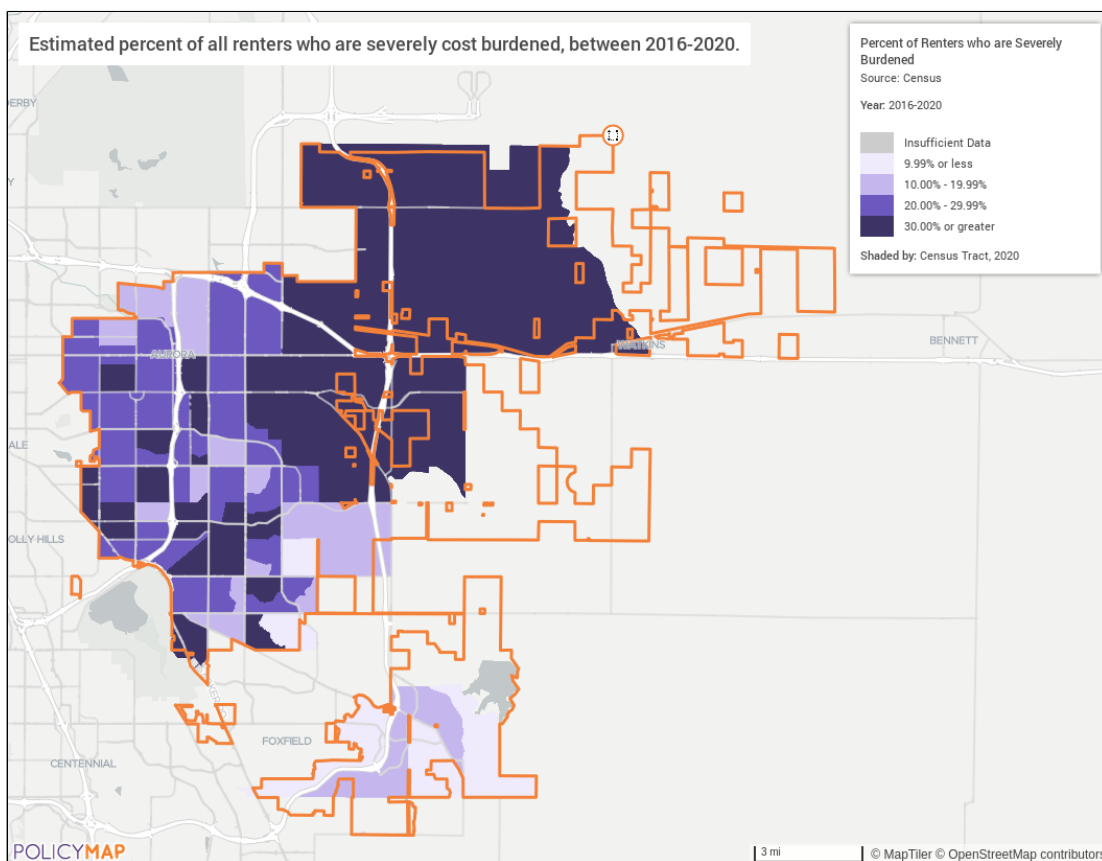 Estimated percent of all renters who are severely cost burdened, between 2016-2020.
Percent of Renters who are Severely
Burdened
Source: Census
Year: 2016-2020
Insufficient Data
9.99% or less
10.00% - 19.99%
20.00% - 29.99%
30.00% or greater
Shaded by: Census Tract, 2020
DERBY
Y
AURORA
WATKINS
BENNETT
ALE
OLLY HILLS
FOXFIELD
CENTENNIAL
POLICYMAP
3 mi
© MapTiler © OpenStreetMap contributors